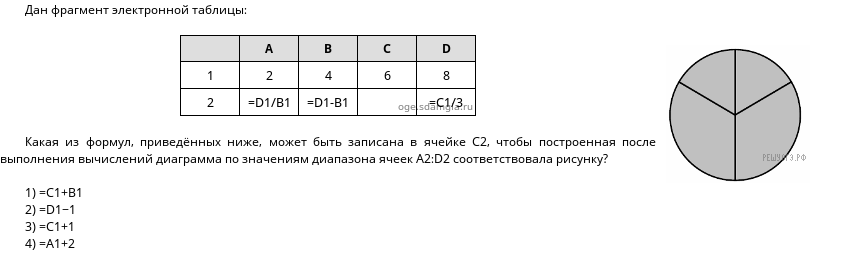 Дан фрагмент электронной таблицы:
A B C D
1 2 4 6 8
2 =D1/B1 =D1-B1 =C1/3
oge.sdamgia.ru
Какая из формул, приведённых ниже, может быть записана в ячейке C2, чтобы построенная после
выполнения вычислений диаграмма по значениям диапазона ячеек A2:D2 соответствовала рисунку?
1) =C1+B1
2) =D1−1
3) =C1+1
4) =A1+2
РЕШУОГЭ.РФ